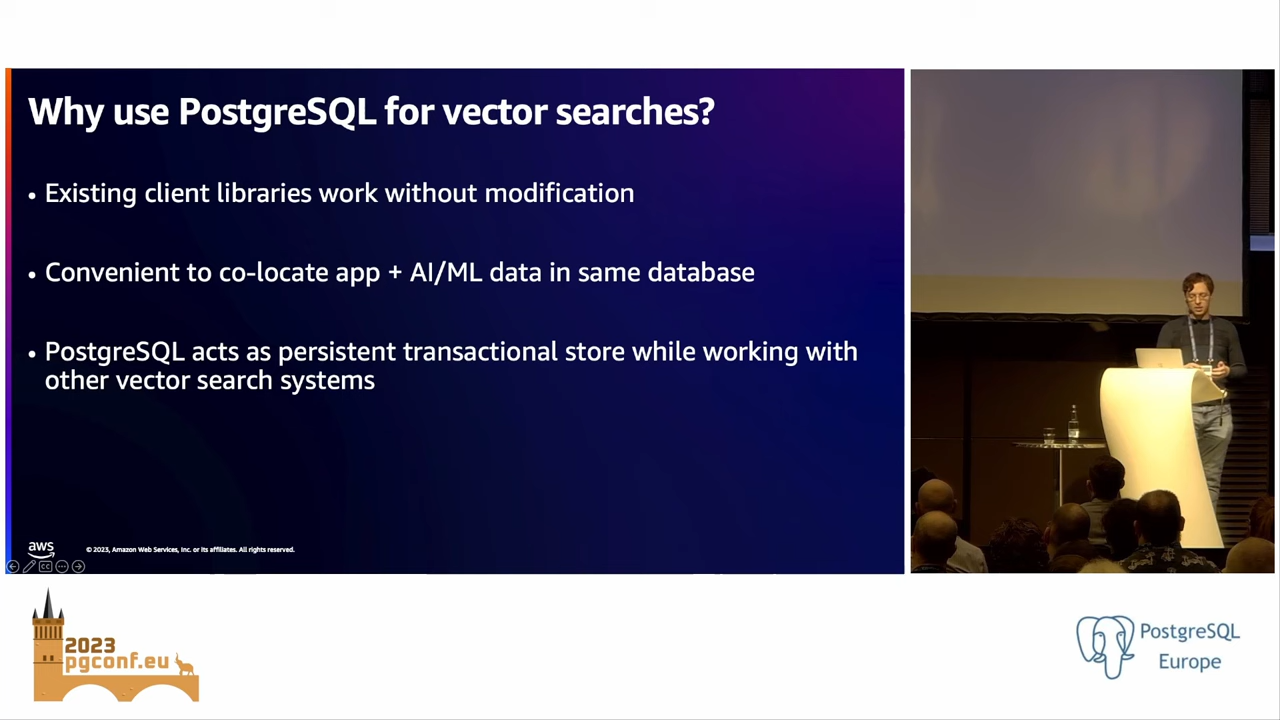 Why use PostgreSQL for vector searches?
• Existing client libraries work without modification
• Convenient to co-locate app + AI/ML data in same database
• PostgreSQL acts as persistent transactional store while working with
other vector search systems
aws
© 2023, Amazon Web Services, Inc. or its affiliates. All rights reserved.
CC
2023
pgconf.eu
PostgreSQL
Europe